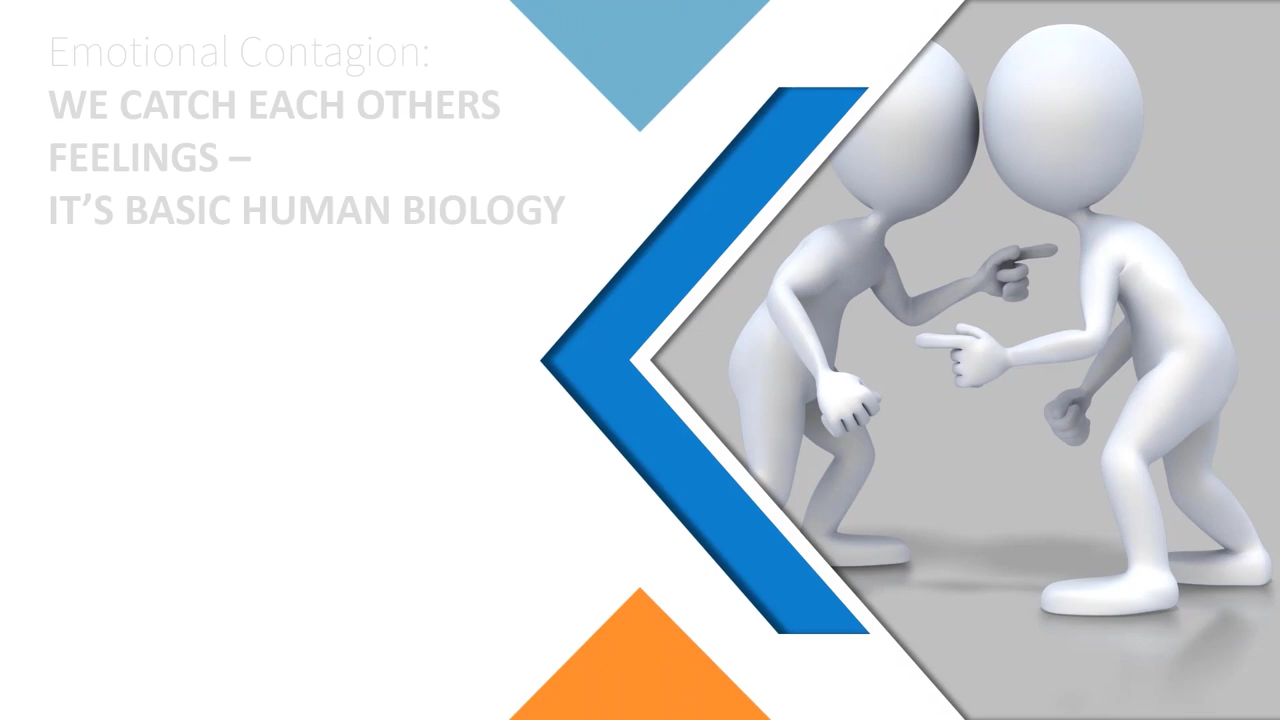 Emotional Contagion:
WE CATCH EACH OTHERS
FEELINGS –
IT’S BASIC HUMAN BIOLOGY